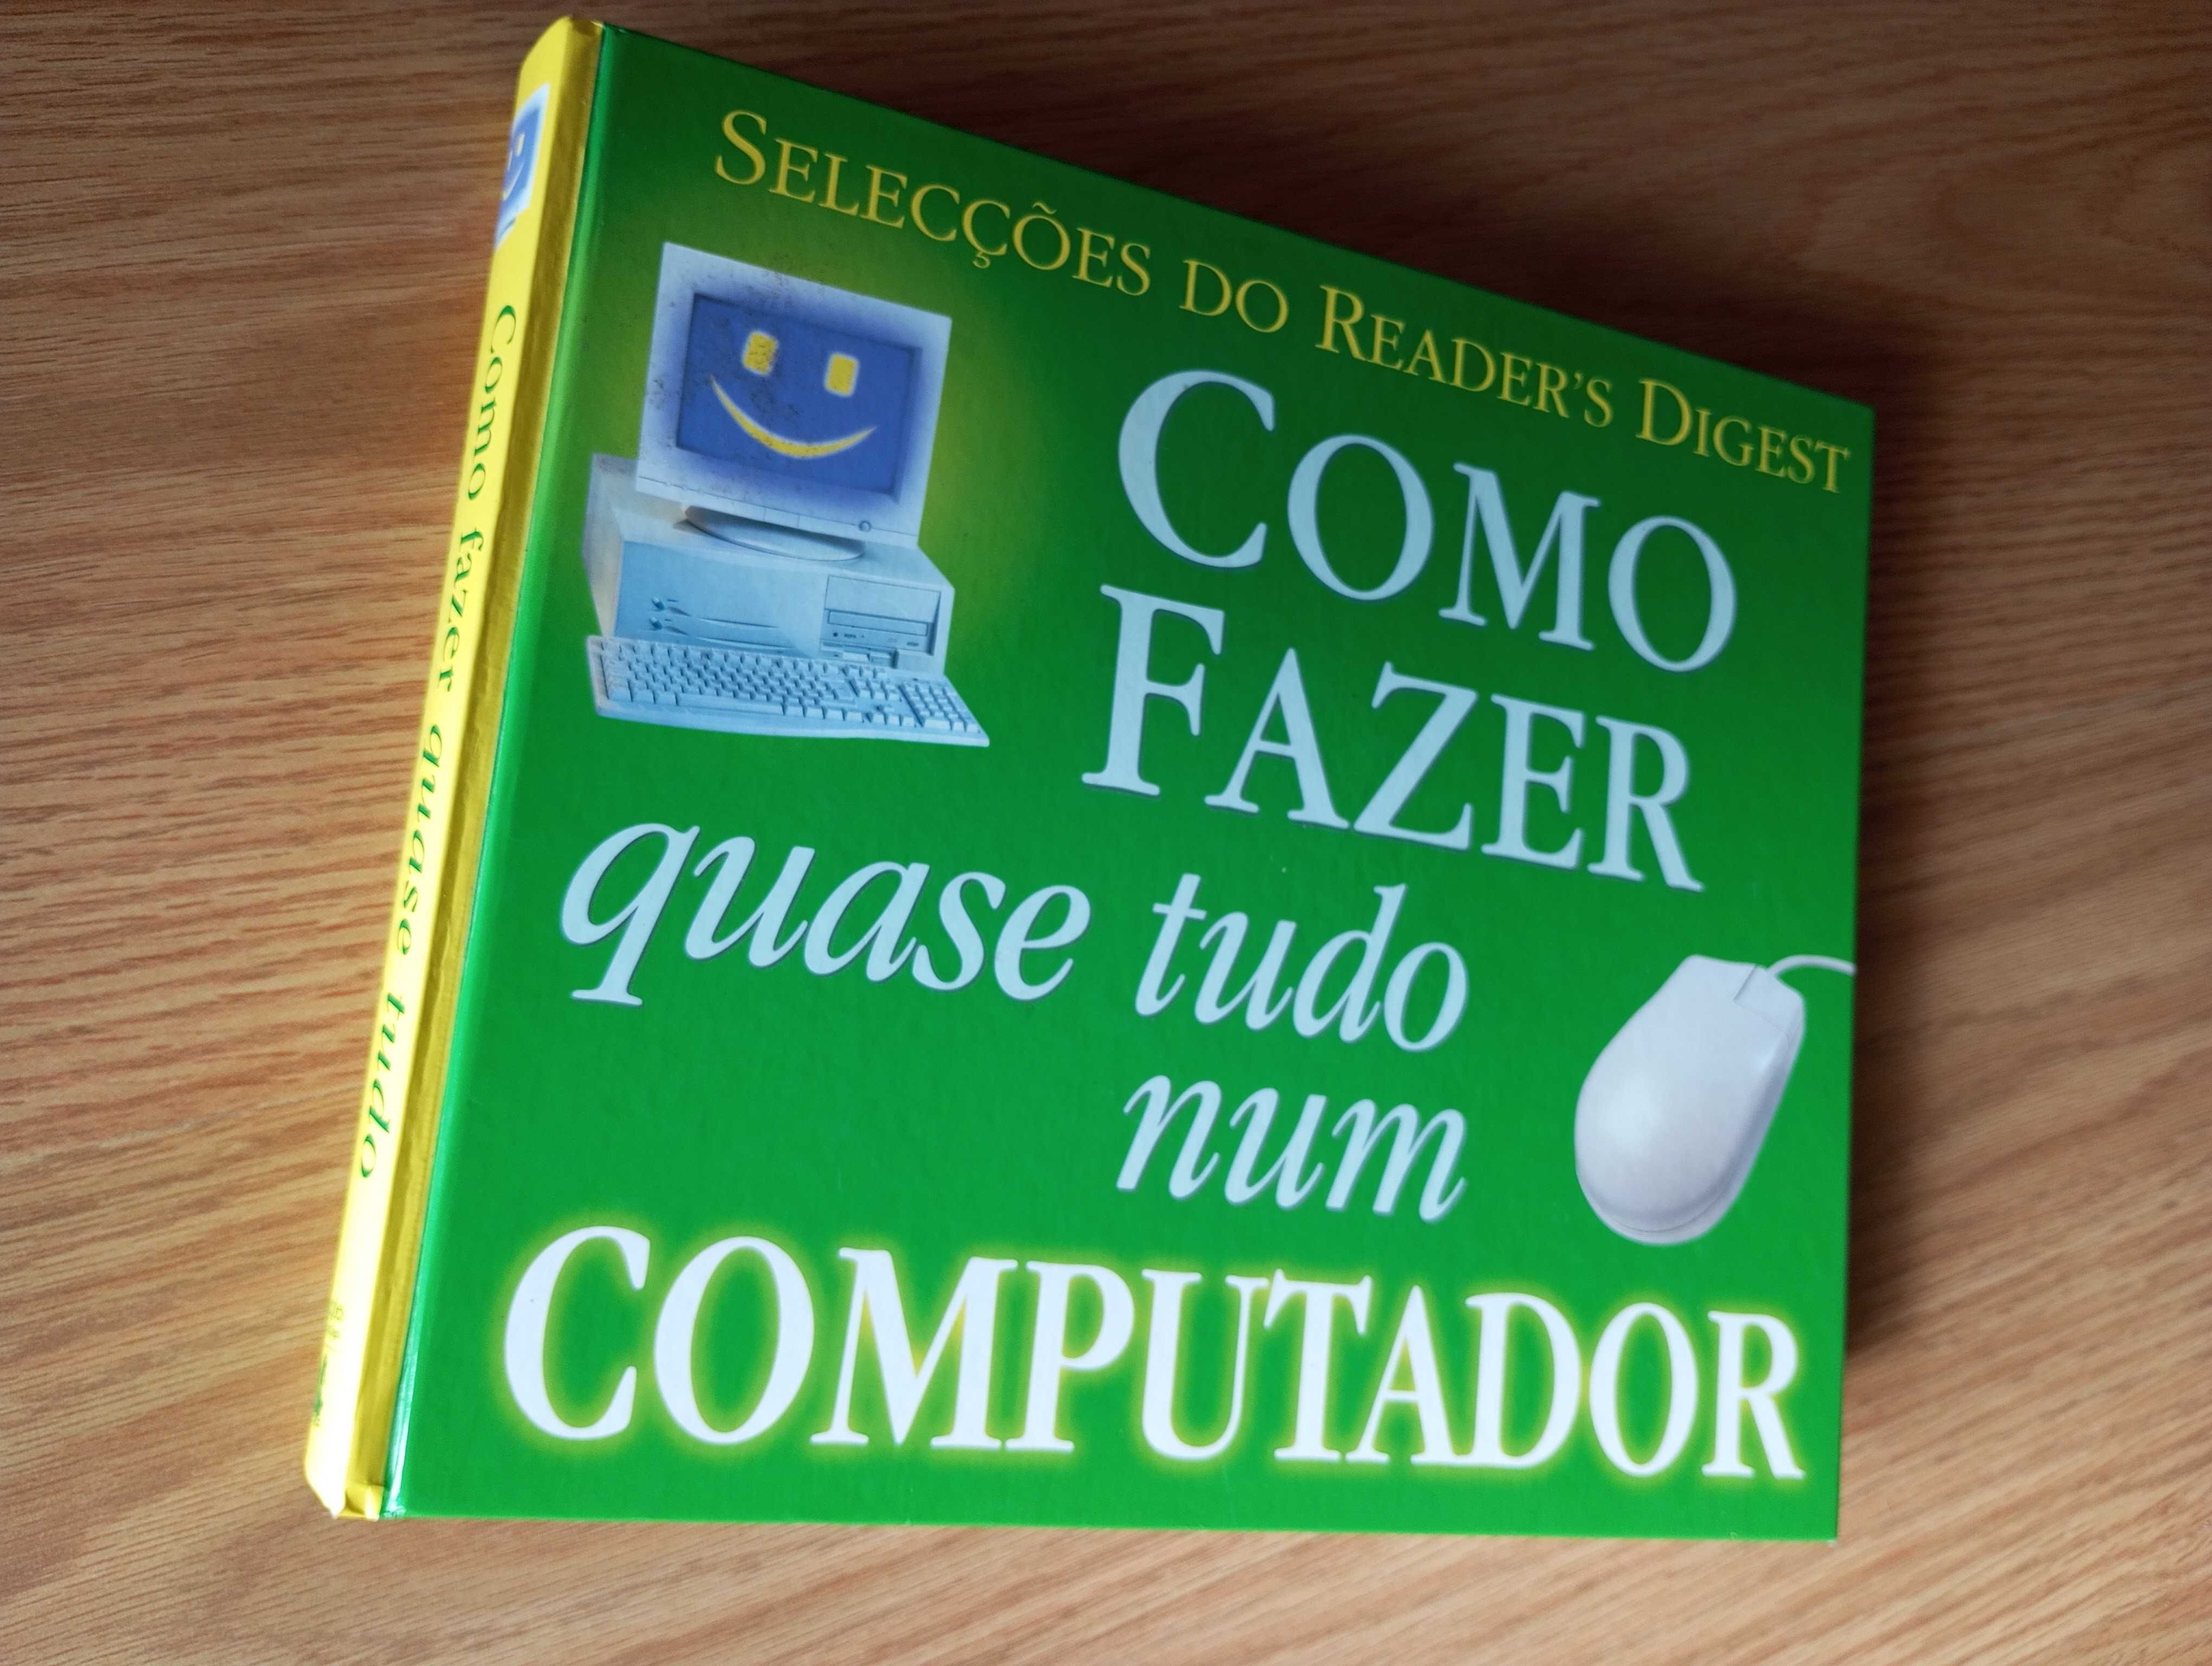 SELECÇÕES DO READER'S DIGEST
COMO
FAZER
quase tudo
num
COMPUTADOR
Como fazer quase tudo